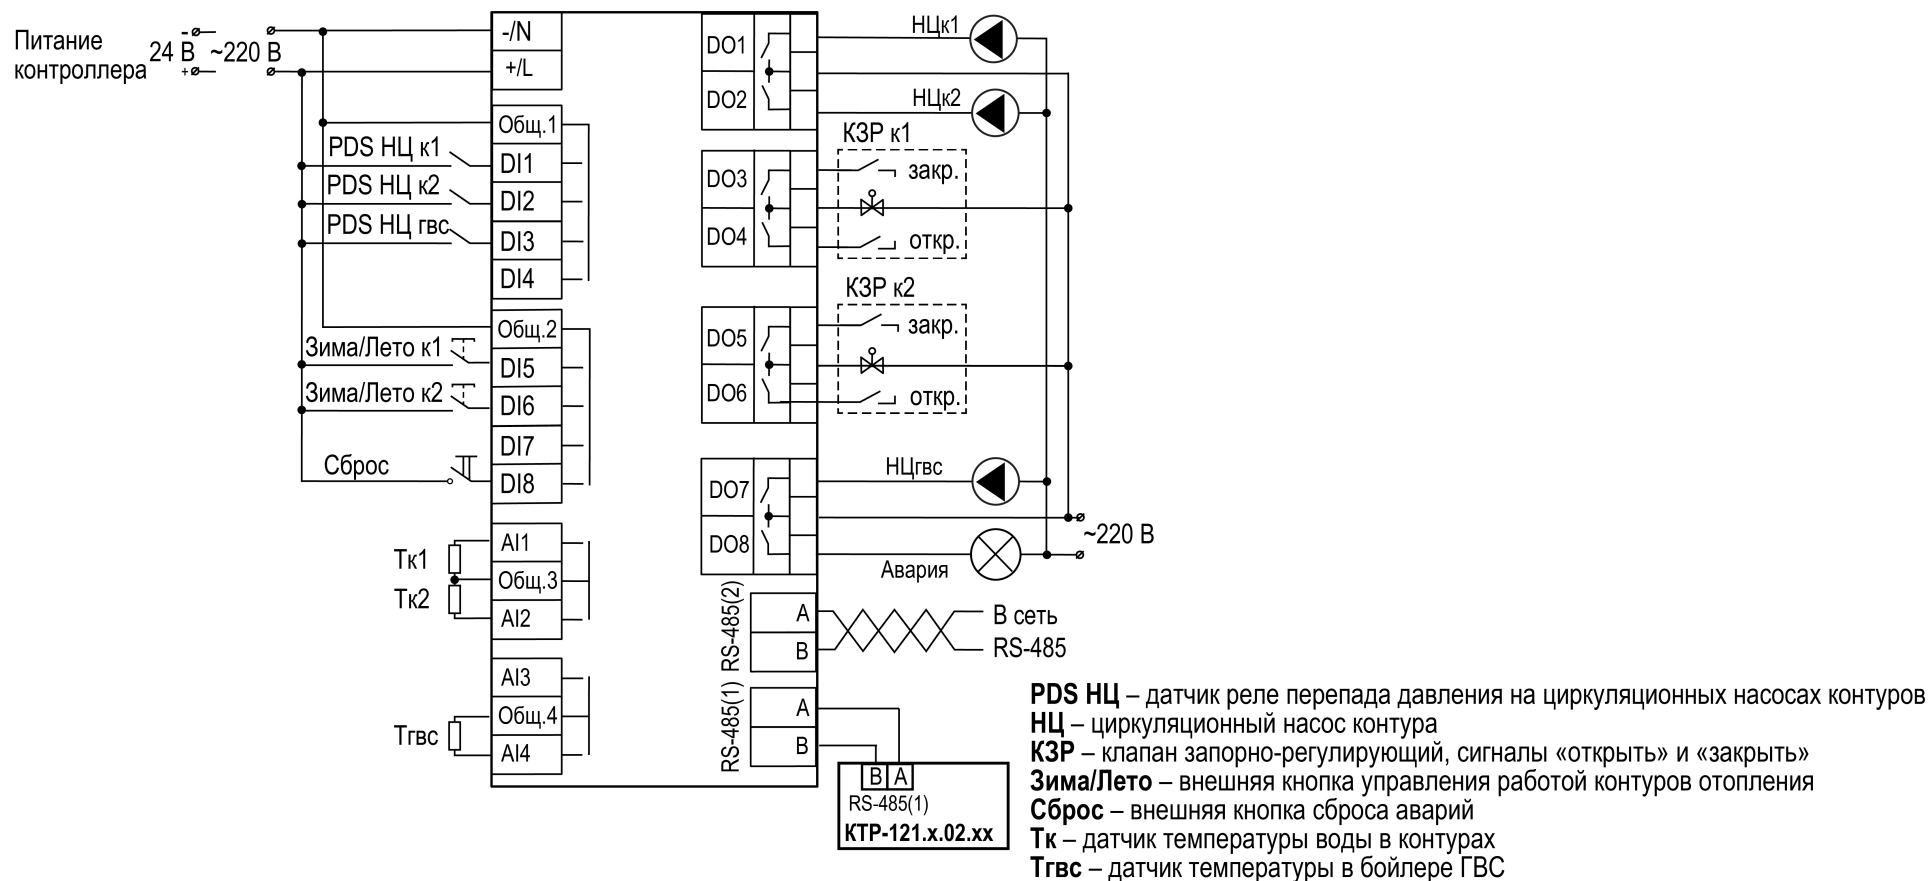 Питание
контроллера
-
24 В
+
~220 В
-/N
+/L
Общ.1
PDS НЦ к1
DI1
PDS НЦ к2
DI2
PDS НЦ гвс
DI3
DI4
Общ.2
Зима/Лето к1
DI5
Зима/Лето к2
DI6
DI7
Сброс
DI8
Тк1
AI1
Общ.3
Тк2
AI2
AI3
Общ.4
Тгвс
AI4
DO1
НЦк1
DO2
НЦк2
КЗР к1
DO3
закр.
DO4
откр.
КЗР к2
DO5
закр.
DO6
откр.
DO7
НЦгвс
DO8
Авария
~220 В
RS-485(2)
A
B
В сеть
RS-485
RS-485(1)
A
B
B A
RS-485(1)
КТР-121.х.02.хх
PDS НЦ – датчик реле перепада давления на циркуляционных насосах контуров
НЦ – циркуляционный насос контура
КЗР – клапан запорно-регулирующий, сигналы «открыть» и «закрыть»
Зима/Лето – внешняя кнопка управления работой контуров отопления
Сброс – внешняя кнопка сброса аварий
Тк – датчик температуры воды в контурах
Тгвс – датчик температуры в бойлере ГВС